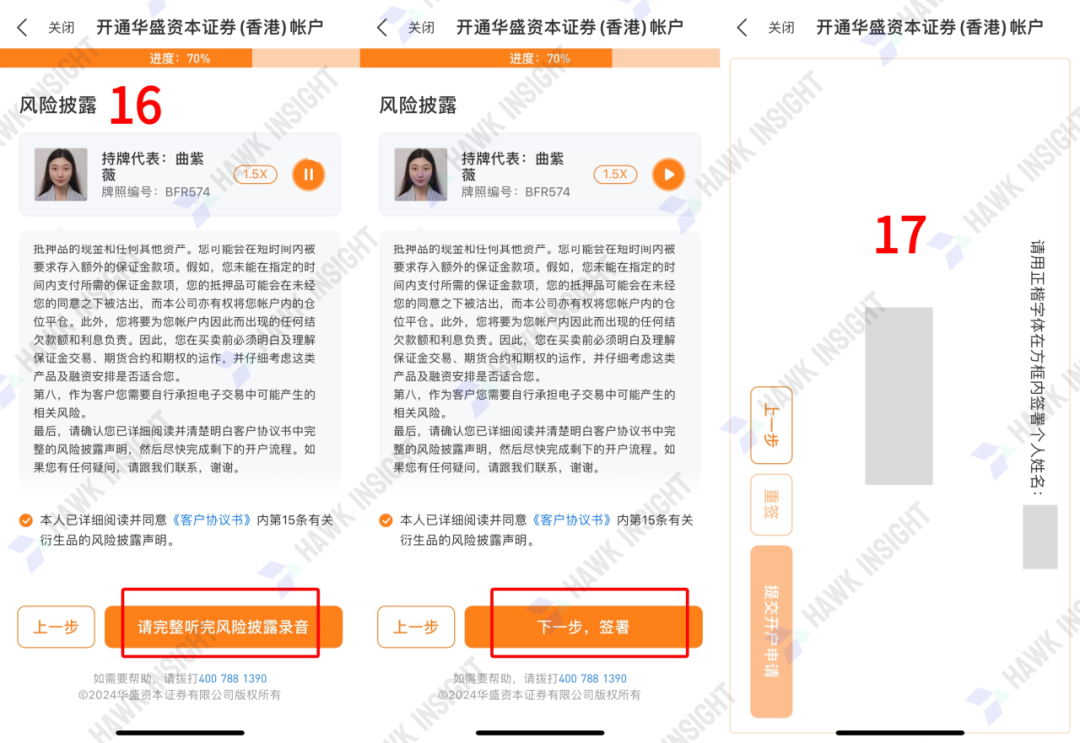 关闭
开通华盛资本证券(香港)帐户
进度：70%
风险披露
16
持牌代表：曲紫
薇
牌照编号：BFR574
1.5X
抵押品的现金和任何其他资产。您可能会在短时间内被
要求存入额外的保证金款项。假如，您未能在指定的时
间内支付所需的保证金款项，您的抵押品可能会在未经
您的同意之下被沽出，而本公司亦有权将您帐户内的仓
位平仓。此外，您将要为您帐户内因此而出现的任何结
欠款额和利息负责。因此，您在买卖前必须明白及理解
保证金交易、期货合约和期权的运作，并仔细考虑这类
产品及融资安排是否适合您。
第八，作为客户您需要自行承担电子交易中可能产生的
相关风险。
最后，请确认您已详细阅读并清楚明白客户协议书中完
整的风险披露声明，然后尽快完成剩下的开户流程。如
果您有任何疑问，请跟我们联系，谢谢。
本人已详细阅读并同意《客户协议书》内第15条有关
衍生品的风险披露声明。
上一步
请完整听完风险披露录音
如需要帮助，请拨打400 788 1390
©2024华盛资本证券有限公司版权所有
关闭
开通华盛资本证券(香港)帐户
进度：70%
风险披露
持牌代表：曲紫
薇
牌照编号：BFR574
1.5X
抵押品的现金和任何其他资产。您可能会在短时间内被
要求存入额外的保证金款项。假如，您未能在指定的时
间内支付所需的保证金款项，您的抵押品可能会在未经
您的同意之下被沽出，而本公司亦有权将您帐户内的仓
位平仓。此外，您将要为您帐户内因此而出现的任何结
欠款额和利息负责。因此，您在买卖前必须明白及理解
保证金交易、期货合约和期权的运作，并仔细考虑这类
产品及融资安排是否适合您。
第八，作为客户您需要自行承担电子交易中可能产生的
相关风险。
最后，请确认您已详细阅读并清楚明白客户协议书中完
整的风险披露声明，然后尽快完成剩下的开户流程。如
果您有任何疑问，请跟我们联系，谢谢。
本人已详细阅读并同意《客户协议书》内第15条有关
衍生品的风险披露声明。
上一步
下一步，签署
如需要帮助，请拨打400 788 1390
©2024华盛资本证券有限公司版权所有
关闭
开通华盛资本证券(香港)帐户
17
请用正楷字体在方框内签署个人姓名：
上一步
重签
提交开户申请
HAWK INSIGHT